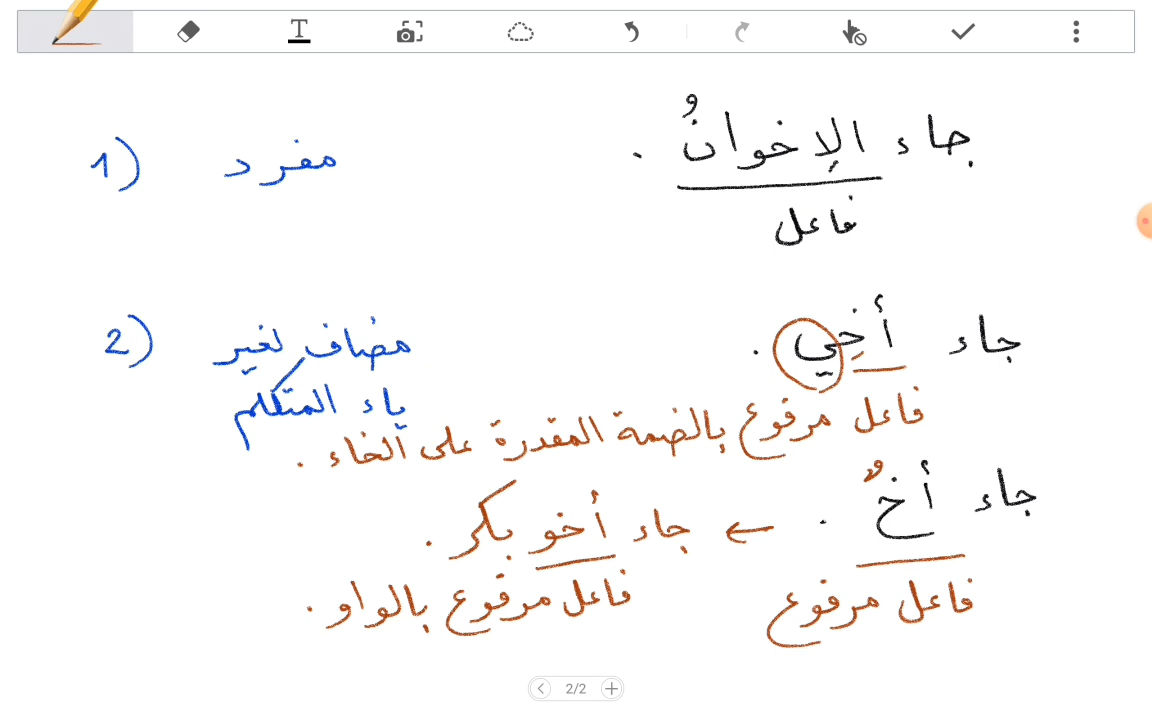 T
جاء الإخوانُ .
مفرد (1
فاعل
جاء أخِي .
مضاف لغير (2
ياء المتكلم
فاعل مرفوع بالضمة المقدرة على الخاء .
جاء أخٌ . ← جاء أخو بكر .
فاعل مرفوع
فاعل مرفوع بالواو .
2/2